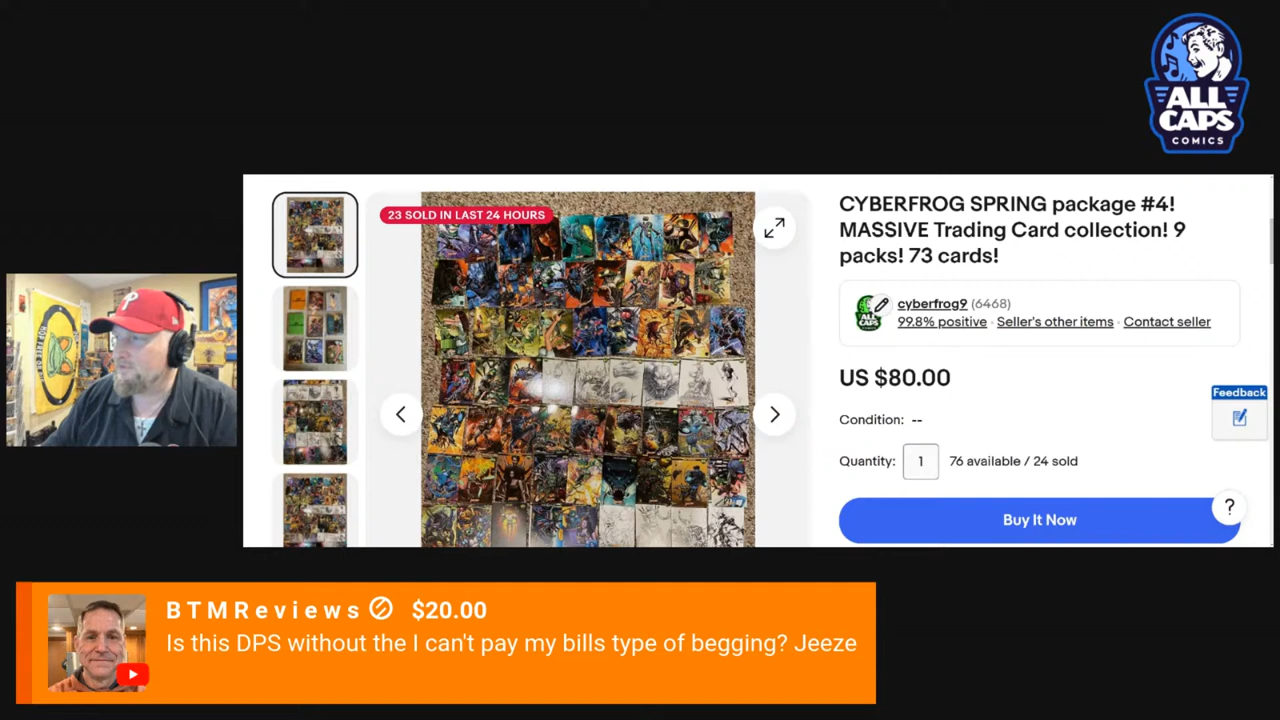 ALL
CAPS
COMICS
23 SOLD IN LAST 24 HOURS
CYBERFROG SPRING package #4!
MASSIVE Trading Card collection! 9
packs! 73 cards!
cyberfrog9 (6468)
99.8% positive · Seller's other items · Contact seller
US $80.00
Condition: --
Quantity: 1 76 available / 24 sold
Buy It Now
Feedback
?
BTMReviews $20.00
Is this DPS without the I can't pay my bills type of begging? Jeeze